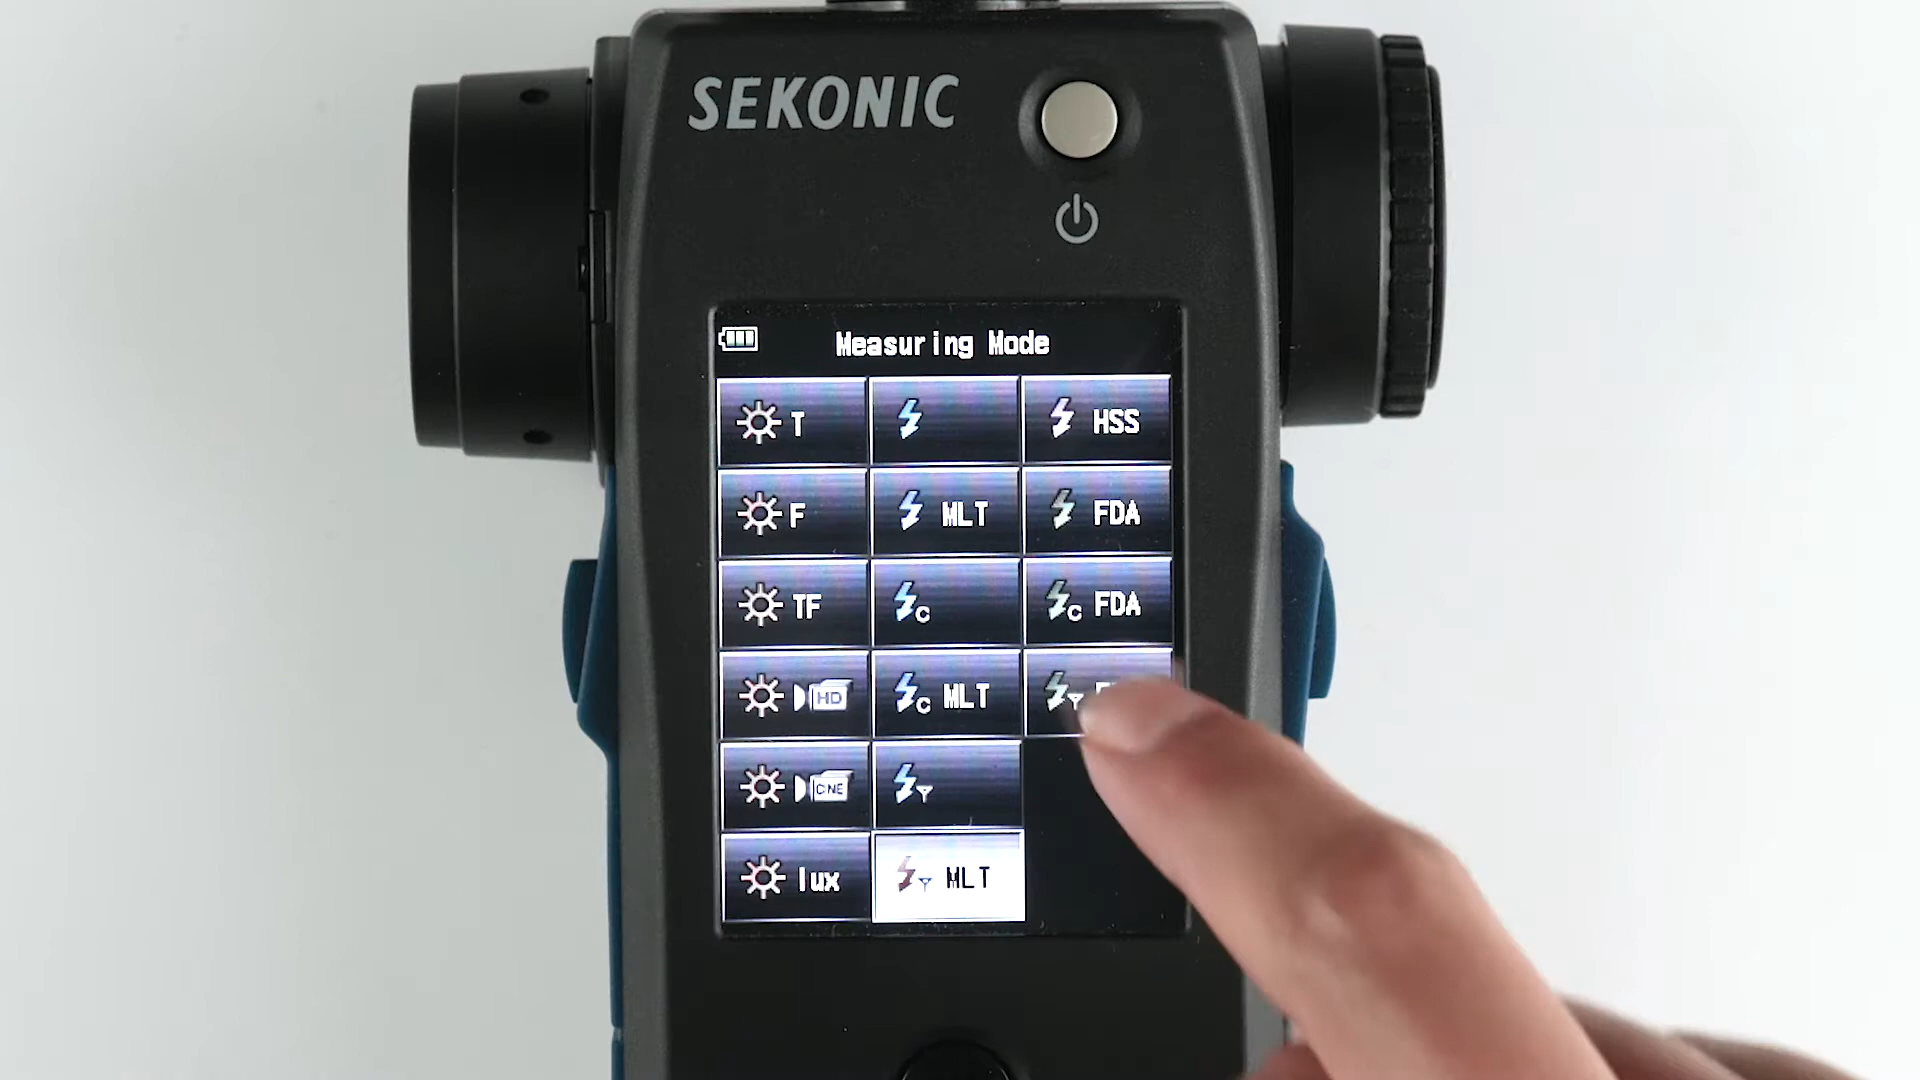 SEKONIC
Measuring Mode
T
HSS
F
MLT
FDA
TF
C
C FDA
HD
C MLT
CINE
lux
MLT